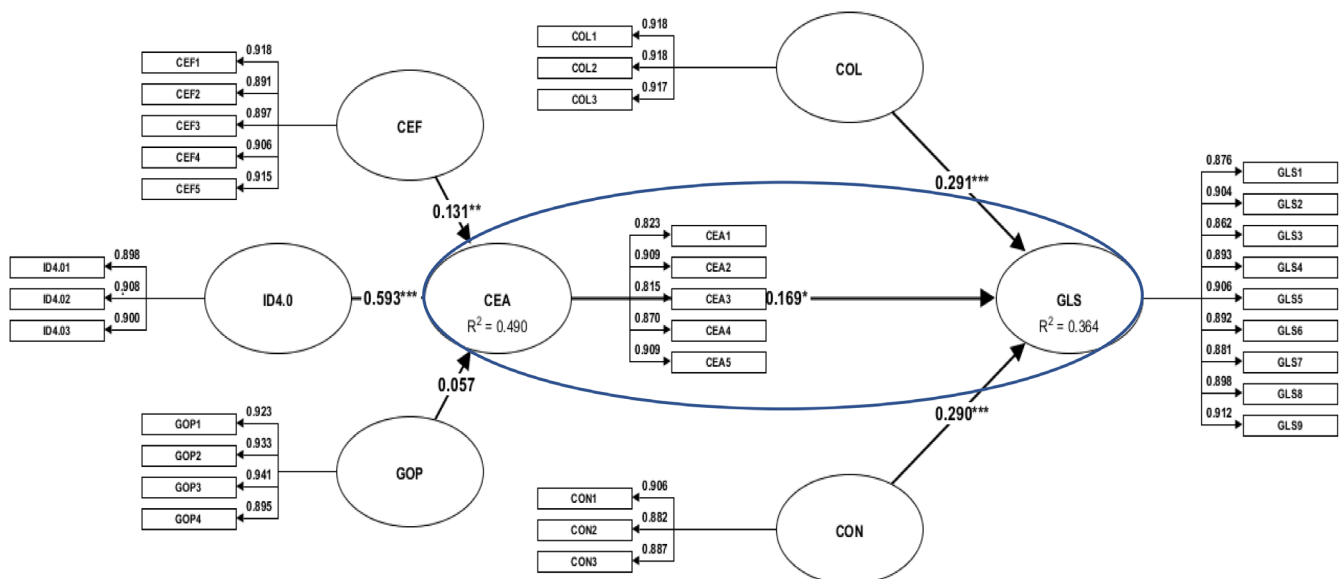 CEF1
0.918
CEF2
0.891
CEF3
0.897
CEF4
0.906
CEF5
0.915
CEF
COL1
0.918
COL2
0.918
COL3
0.917
COL
0.131**
0.291***
ID4.01
0.898
ID4.02
0.908
ID4.03
0.900
ID4.0
0.593***
CEA
R² = 0.490
0.823
CEA1
0.909
CEA2
0.815
CEA3
0.870
CEA4
0.909
CEA5
0.169*
GLS
R² = 0.364
0.876
GLS1
0.904
GLS2
0.862
GLS3
0.893
GLS4
0.906
GLS5
0.892
GLS6
0.881
GLS7
0.898
GLS8
0.912
GLS9
0.057
0.290***
GOP1
0.923
GOP2
0.933
GOP3
0.941
GOP4
0.895
GOP
CON1
0.906
CON2
0.882
CON3
0.887
CON